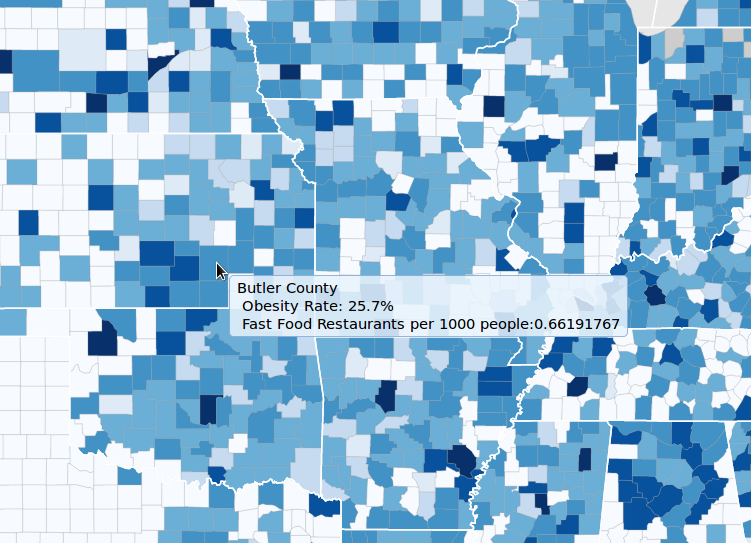 Butler County
Obesity Rate: 25.7%
Fast Food Restaurants per 1000 people:0.66191767